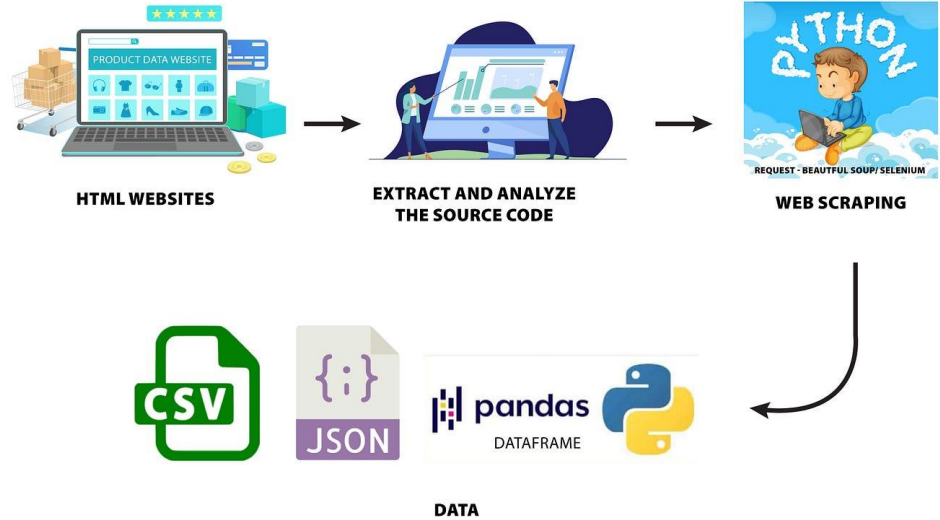 PRODUCT DATA WEBSITE
HTML WEBSITES
EXTRACT AND ANALYZE
THE SOURCE CODE
PYTHON
REQUEST - BEAUTFUL SOUP/ SELENIUM
WEB SCRAPING
CSV
{;}
JSON
pandas
DATAFRAME
DATA